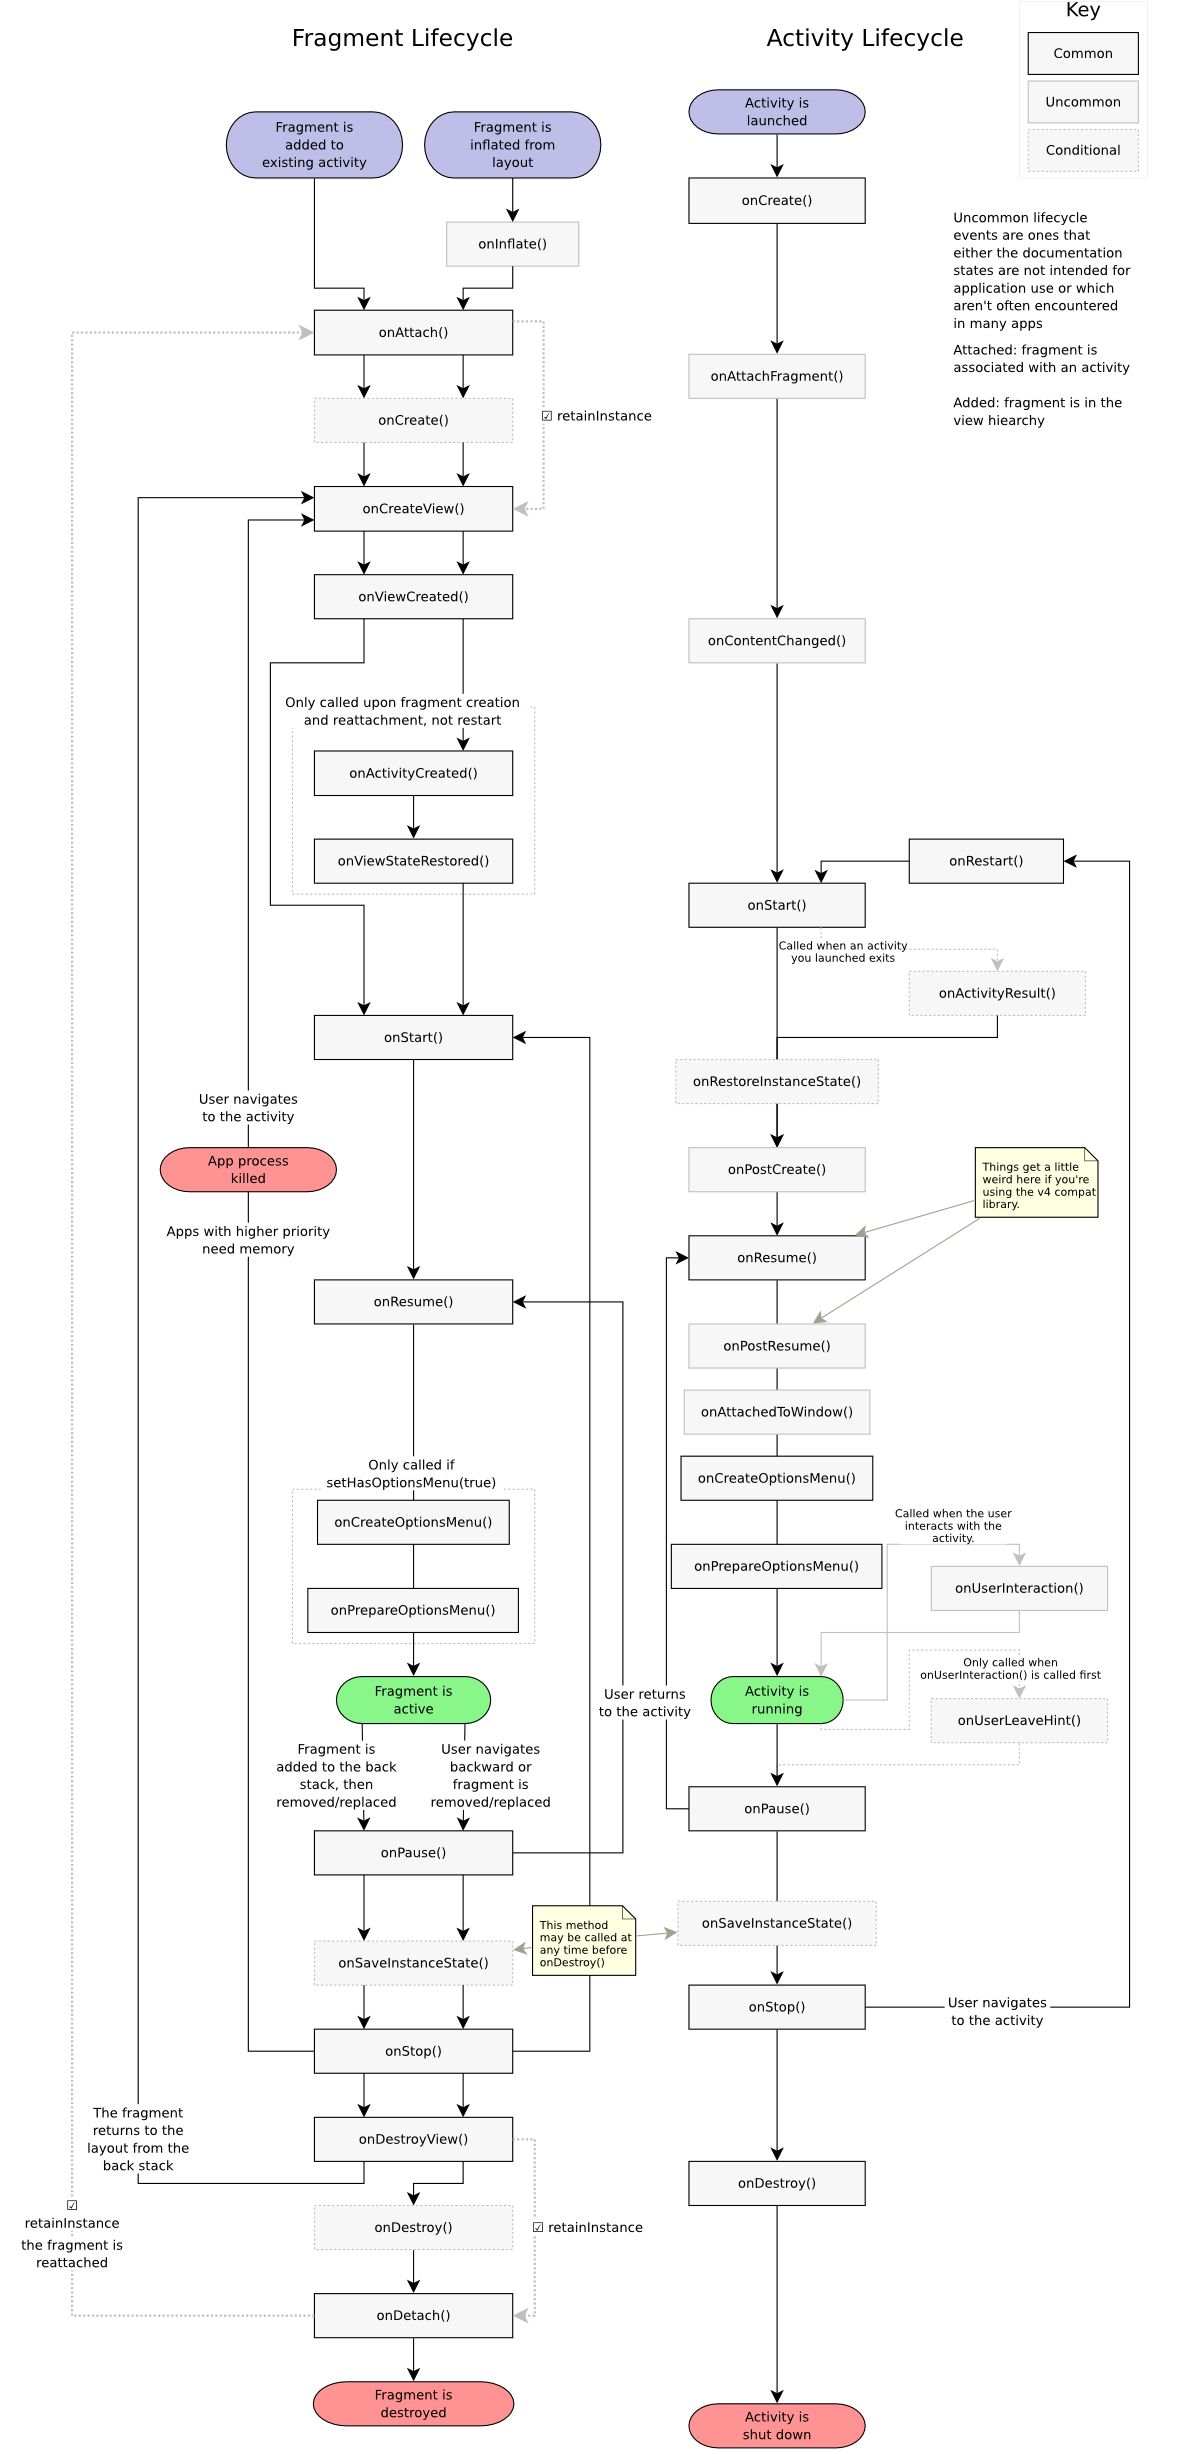 Fragment Lifecycle
Activity Lifecycle
Key
Common
Uncommon
Conditional
Uncommon lifecycle
events are ones that
either the documentation
states are not intended for
application use or which
aren't often encountered
in many apps
Attached: fragment is
associated with an activity
Added: fragment is in the
view hiearchy
Fragment is
added to
existing activity
Fragment is
inflated from
layout
onInflate()
onAttach()
onCreate()
☑ retainInstance
onCreateView()
onViewCreated()
Only called upon fragment creation
and reattachment, not restart
onActivityCreated()
onViewStateRestored()
onStart()
User navigates
to the activity
App process
killed
Apps with higher priority
need memory
onResume()
Only called if
setHasOptionsMenu(true)
onCreateOptionsMenu()
onPrepareOptionsMenu()
Fragment is
active
Fragment is
added to the back
stack, then
removed/replaced
User navigates
backward or
fragment is
removed/replaced
User returns
to the activity
onPause()
This method
may be called at
any time before
onDestroy()
onSaveInstanceState()
onStop()
onDestroyView()
The fragment
returns to the
layout from the
back stack
☑
retainInstance
the fragment is
reattached
onDestroy()
☑ retainInstance
onDetach()
Fragment is
destroyed
Activity is
launched
onCreate()
onAttachFragment()
onContentChanged()
onRestart()
onStart()
Called when an activity
you launched exits
onActivityResult()
onRestoreInstanceState()
onPostCreate()
Things get a little
weird here if you're
using the v4 compat
library.
onResume()
onPostResume()
onAttachedToWindow()
onCreateOptionsMenu()
Called when the user
interacts with the
activity.
onPrepareOptionsMenu()
onUserInteraction()
Only called when
onUserInteraction() is called first
Activity is
running
onUserLeaveHint()
onPause()
onSaveInstanceState()
onStop()
User navigates
to the activity
onDestroy()
Activity is
shut down